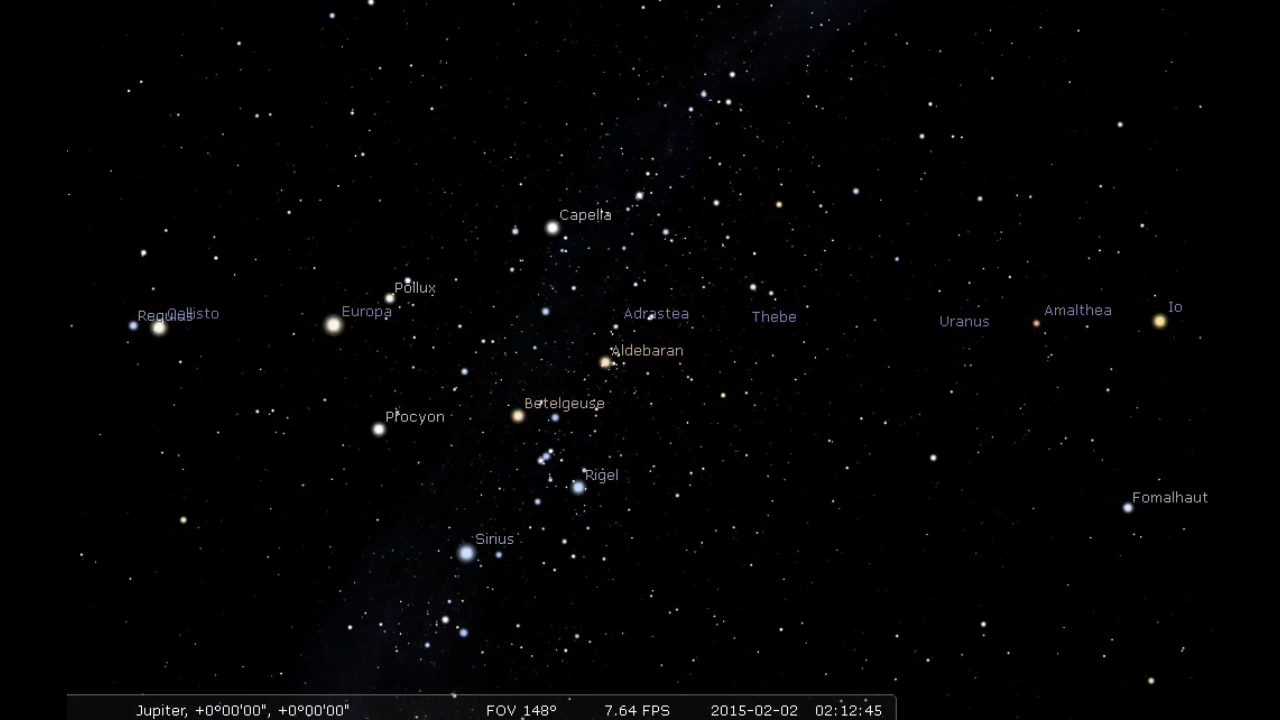 Capella
Pollux
Regulus
Callisto
Europa
Adrastea
Thebe
Uranus
Amalthea
Io
Aldebaran
Betelgeuse
Procyon
Rigel
Fomalhaut
Sirius
Jupiter, +0°00'00", +0°00'00" FOV 148° 7.64 FPS 2015-02-02 02:12:45